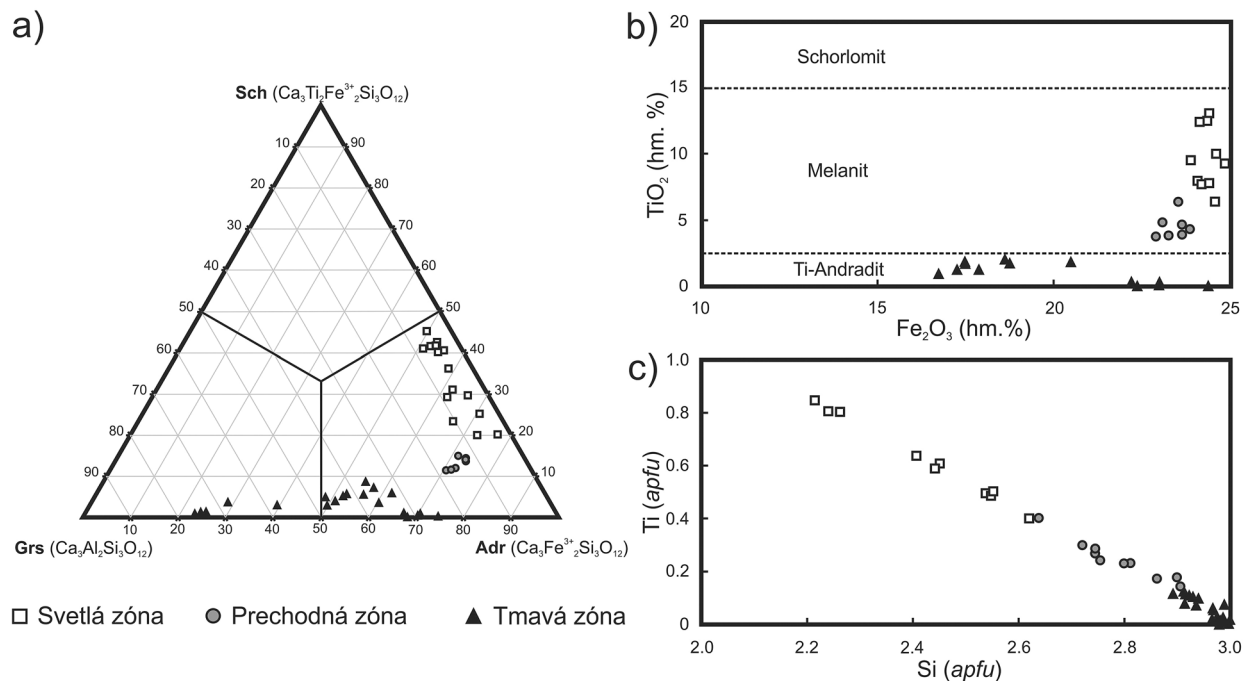 a)
Sch (Ca3Ti2Fe3+2Si3O12)
10 90
20 80
30 70
40 60
50 50
60 40
70 30
80 20
90 10
10 20 30 40 50 60 70 80 90
Grs (Ca3Al2Si3O12) Adr (Ca3Fe3+2Si3O12)
Svetlá zóna Prechodná zóna Tmavá zóna
b)
20
Schorlomit
15
TiO2 (hm. %)
10
Melanit
5
Ti-Andradit
0
10 15 20 25
Fe2O3 (hm.%)
c)
1.0
0.8
0.6
Ti (apfu)
0.4
0.2
0
2.0 2.2 2.4 2.6 2.8 3.0
Si (apfu)